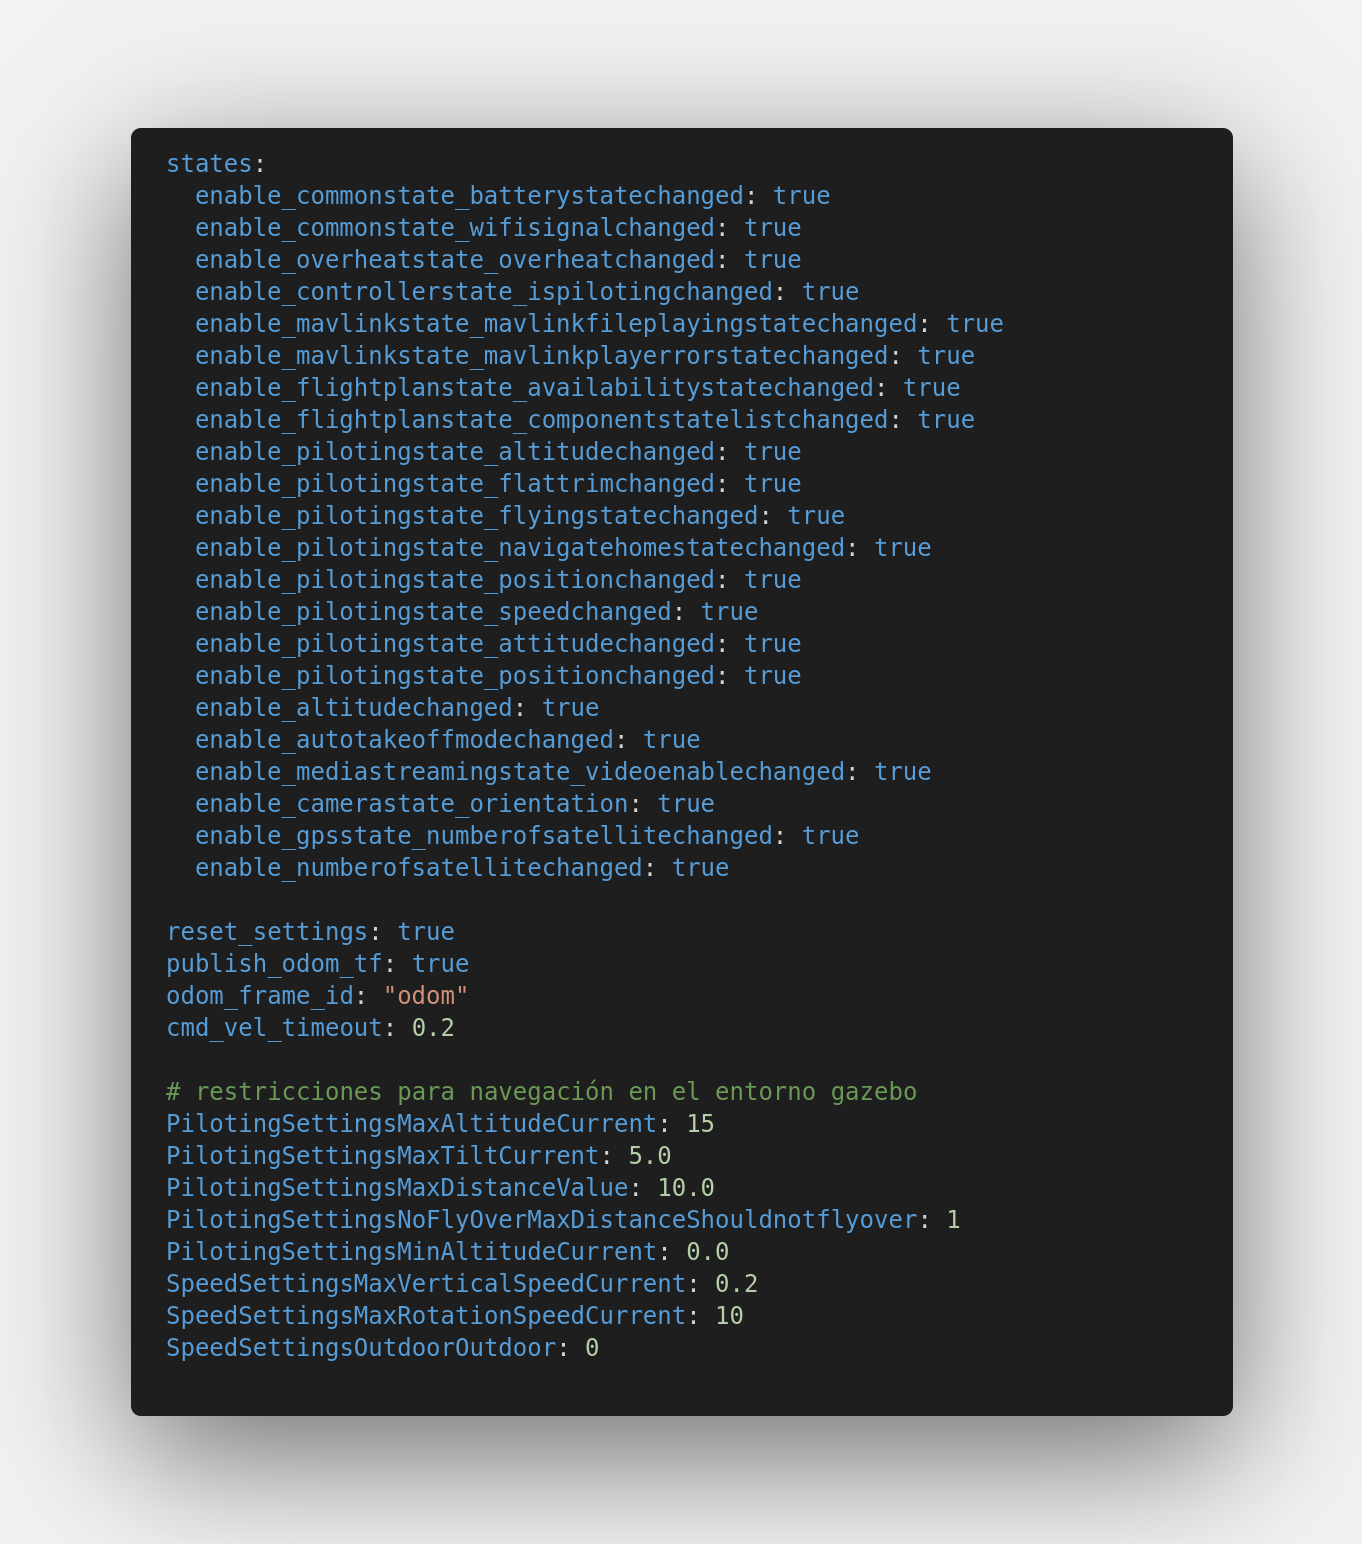 states:
  enable_commonstate_batterystatechanged: true
  enable_commonstate_wifisignalchanged: true
  enable_overheatstate_overheatchanged: true
  enable_controllerstate_ispilotingchanged: true
  enable_mavlinkstate_mavlinkfileplayingstatechanged: true
  enable_mavlinkstate_mavlinkplayerrorstatechanged: true
  enable_flightplanstate_availabilitystatechanged: true
  enable_flightplanstate_componentstatelistchanged: true
  enable_pilotingstate_altitudechanged: true
  enable_pilotingstate_flattrimchanged: true
  enable_pilotingstate_flyingstatechanged: true
  enable_pilotingstate_navigatehomestatechanged: true
  enable_pilotingstate_positionchanged: true
  enable_pilotingstate_speedchanged: true
  enable_pilotingstate_attitudechanged: true
  enable_pilotingstate_positionchanged: true
  enable_altitudechanged: true
  enable_autotakeoffmodechanged: true
  enable_mediastreamingstate_videoenablechanged: true
  enable_camerastate_orientation: true
  enable_gpsstate_numberofsatellitechanged: true
  enable_numberofsatellitechanged: true

reset_settings: true
publish_odom_tf: true
odom_frame_id: "odom"
cmd_vel_timeout: 0.2

# restricciones para navegación en el entorno gazebo
PilotingSettingsMaxAltitudeCurrent: 15
PilotingSettingsMaxTiltCurrent: 5.0
PilotingSettingsMaxDistanceValue: 10.0
PilotingSettingsNoFlyOverMaxDistanceShouldnotflyover: 1
PilotingSettingsMinAltitudeCurrent: 0.0
SpeedSettingsMaxVerticalSpeedCurrent: 0.2
SpeedSettingsMaxRotationSpeedCurrent: 10
SpeedSettingsOutdoorOutdoor: 0